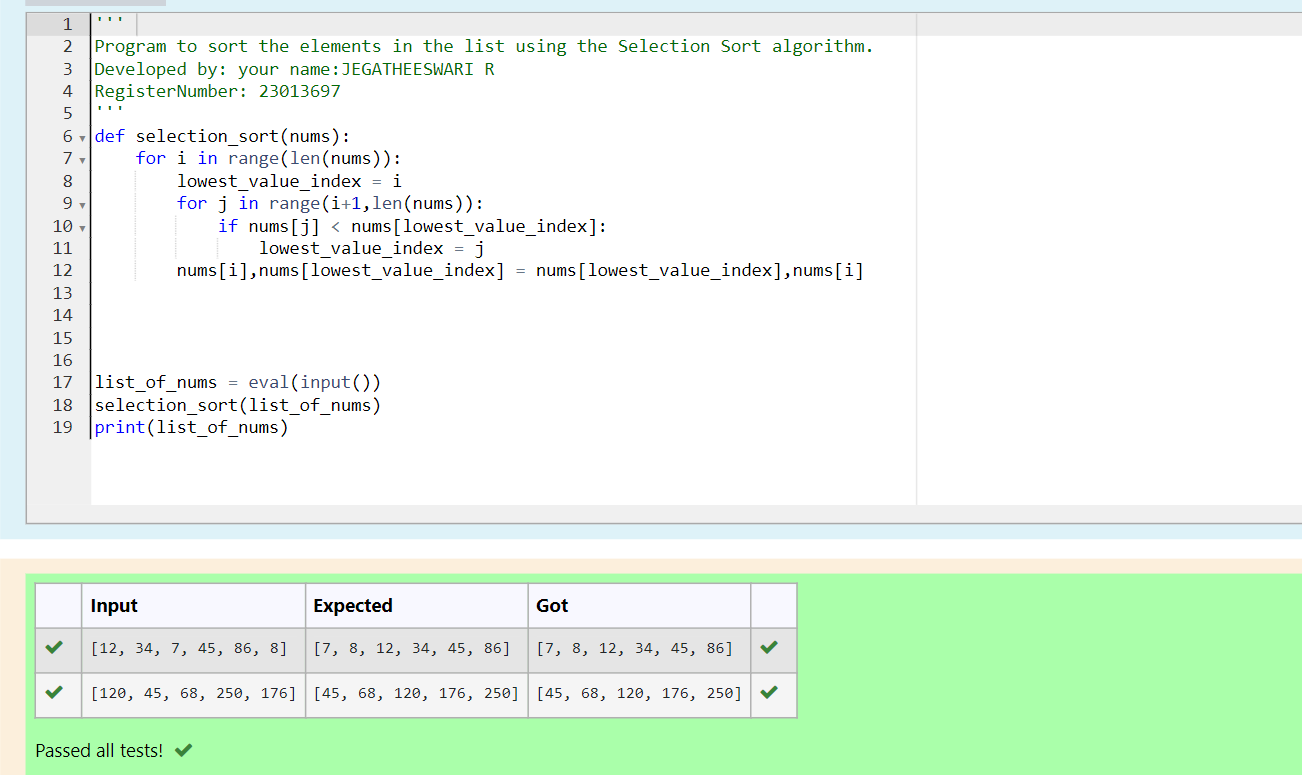 1 '''
2 Program to sort the elements in the list using the Selection Sort algorithm.
3 Developed by: your name:JEGATHEESWARI R
4 RegisterNumber: 23013697
5 '''
6 def selection_sort(nums):
7     for i in range(len(nums)):
8         lowest_value_index = i
9         for j in range(i+1,len(nums)):
10             if nums[j] < nums[lowest_value_index]:
11                 lowest_value_index = j
12         nums[i],nums[lowest_value_index] = nums[lowest_value_index],nums[i]
13
14
15
16
17 list_of_nums = eval(input())
18 selection_sort(list_of_nums)
19 print(list_of_nums)
Input Expected Got
[12, 34, 7, 45, 86, 8] [7, 8, 12, 34, 45, 86] [7, 8, 12, 34, 45, 86]
[120, 45, 68, 250, 176] [45, 68, 120, 176, 250] [45, 68, 120, 176, 250]
Passed all tests!